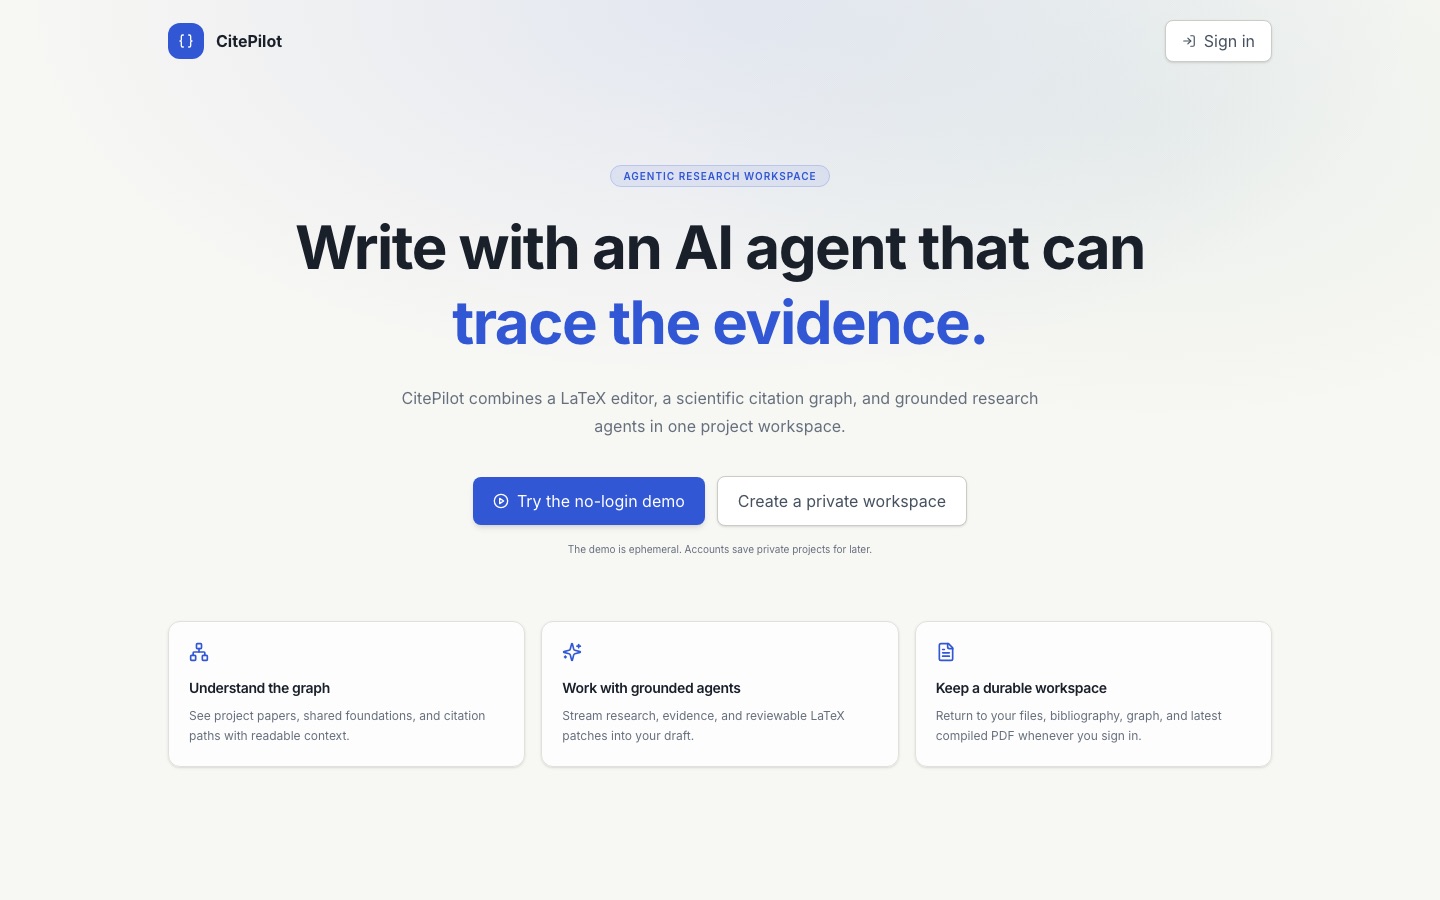 { } CitePilot
Sign in
AGENTIC RESEARCH WORKSPACE
Write with an AI agent that can
trace the evidence.
CitePilot combines a LaTeX editor, a scientific citation graph, and grounded research
agents in one project workspace.
Try the no-login demo
Create a private workspace
The demo is ephemeral. Accounts save private projects for later.
Understand the graph
See project papers, shared foundations, and citation
paths with readable context.
Work with grounded agents
Stream research, evidence, and reviewable LaTeX
patches into your draft.
Keep a durable workspace
Return to your files, bibliography, graph, and latest
compiled PDF whenever you sign in.